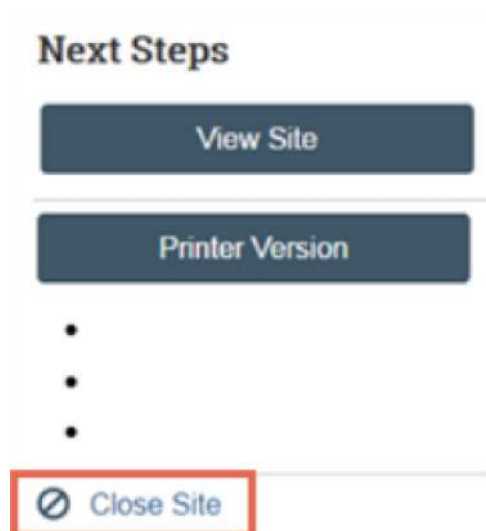 Next Steps
View Site
Printer Version
Close Site